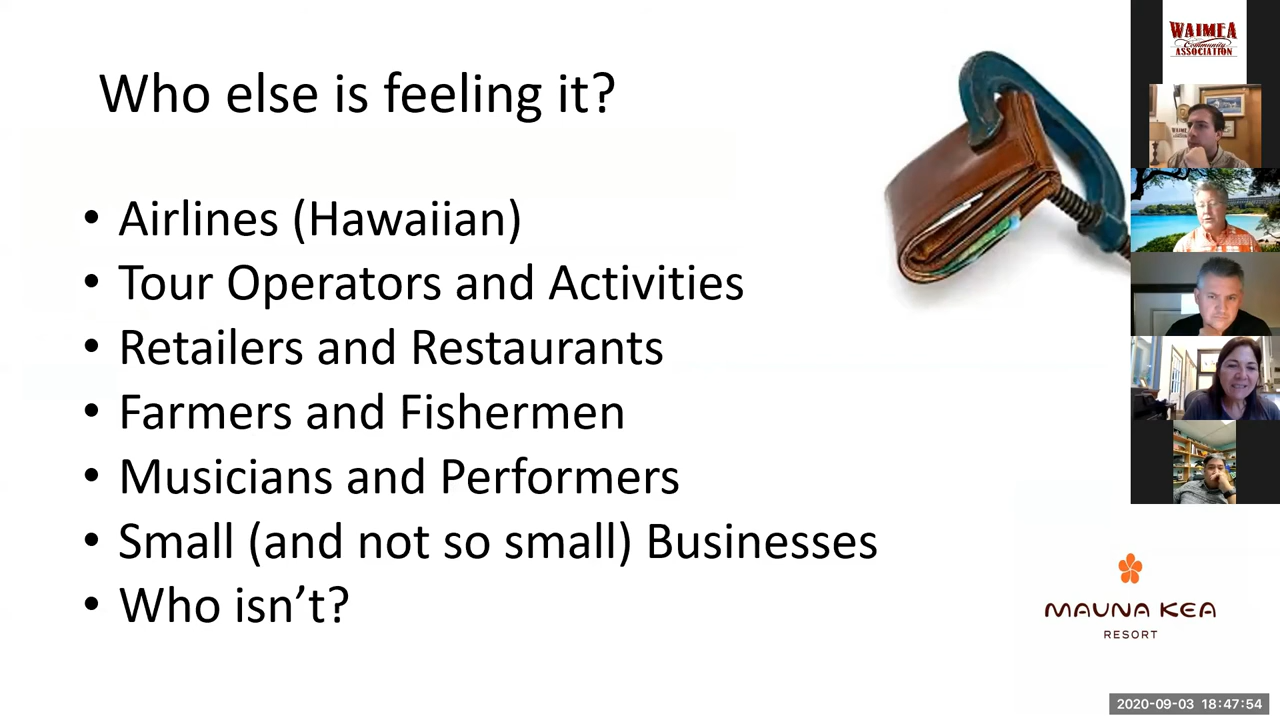 Who else is feeling it?
• Airlines (Hawaiian)
• Tour Operators and Activities
• Retailers and Restaurants
• Farmers and Fishermen
• Musicians and Performers
• Small (and not so small) Businesses
• Who isn’t?
WAIMEA
Community
ASSOCIATION
WAIMEA
MAUNA KEA
RESORT
2020-09-03 18:47:54